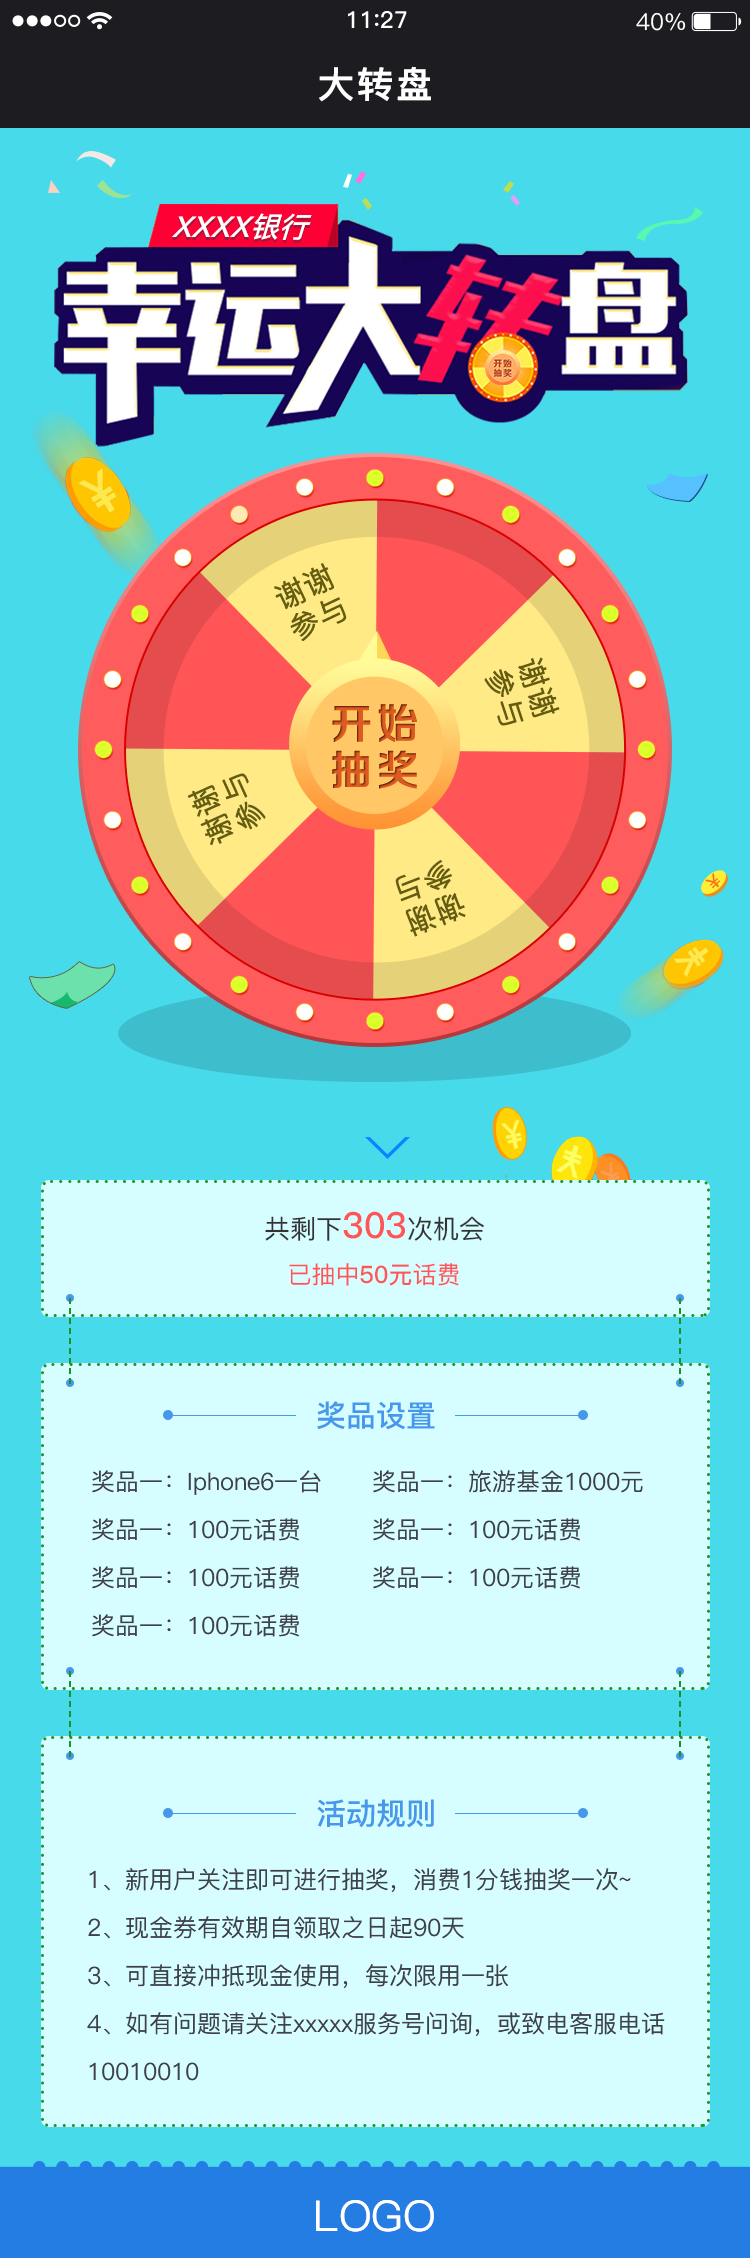 11:27
40%
大转盘
XXXX银行
幸运大转盘
开始
抽奖
谢谢
参与
谢谢
参与
开始
抽奖
谢谢
参与
谢谢
参与
共剩下303次机会
已抽中50元话费
奖品设置
奖品一：Iphone6一台
奖品一：旅游基金1000元
奖品一：100元话费
奖品一：100元话费
奖品一：100元话费
奖品一：100元话费
奖品一：100元话费
活动规则
1、新用户关注即可进行抽奖，消费1分钱抽奖一次~
2、现金券有效期自领取之日起90天
3、可直接冲抵现金使用，每次限用一张
4、如有问题请关注xxxxx服务号问询，或致电客服电话
10010010
LOGO